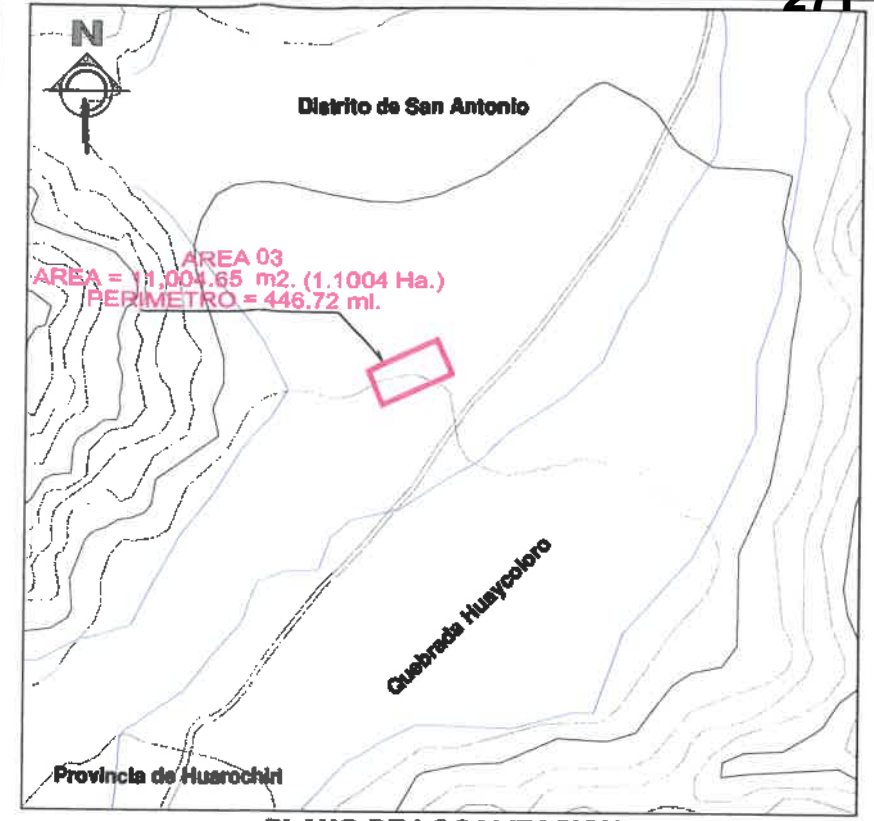 N
Distrito de San Antonio
AREA 03
AREA = 11,004.65 m2. (1.1004 Ha.)
PERIMETRO = 446.72 ml.
Quebrada Huaycoloro
Provincia de Huarochiri